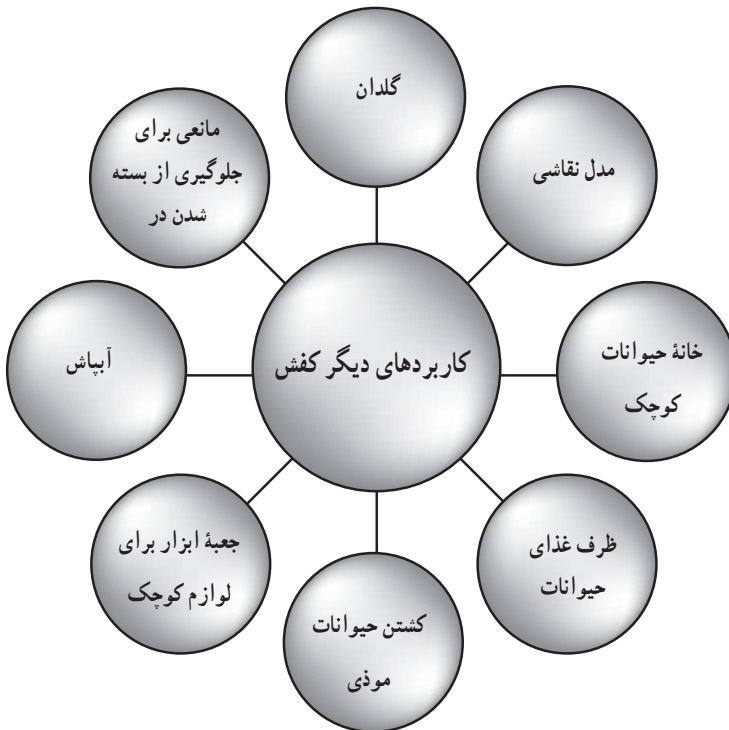 گلدان
مدل نقاشی
خانهٔ حیوانات
کوچک
ظرف غذای
حیوانات
کشتن حیوانات
موذی
جعبهٔ ابزار برای
لوازم کوچک
آبپاش
مانعی برای
جلوگیری از بسته
شدن در
کاربردهای دیگر کفش